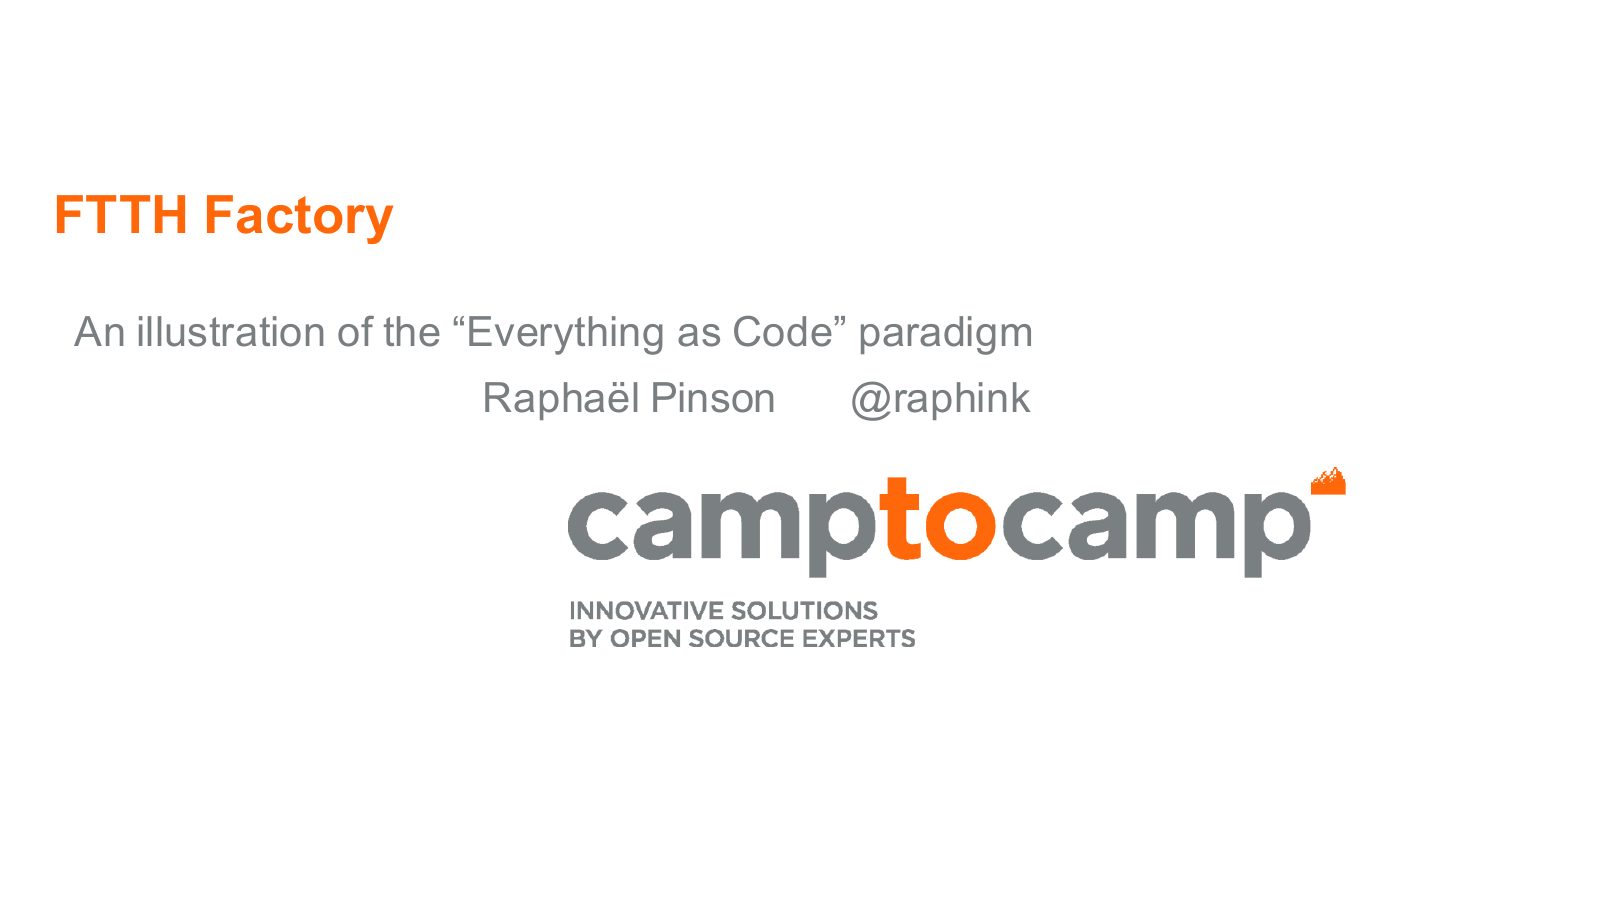 FTTH Factory
An illustration of the “Everything as Code” paradigm
Raphaël Pinson @raphink
camptocamp
INNOVATIVE SOLUTIONS
BY OPEN SOURCE EXPERTS